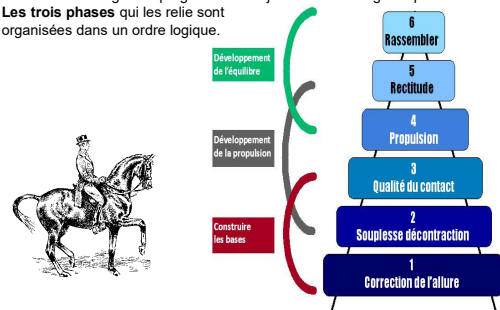 Les trois phases qui les relie sont
organisées dans un ordre logique.
6
Rassembler
Développement
de l'équilibre
5
Rectitude
4
Propulsion
Développement
de la propulsion
3
Qualité du contact
2
Souplesse décontraction
Construire
les bases
1
Correction de l'allure